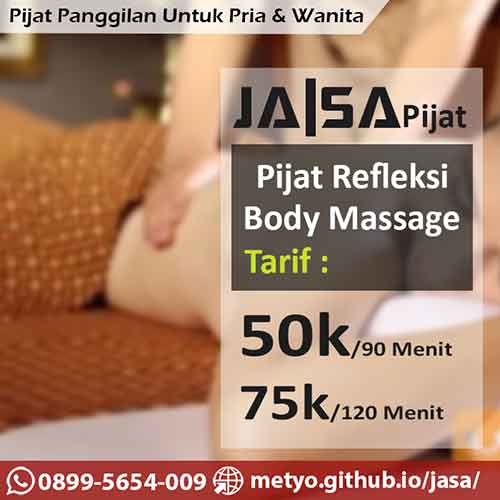 Pijat Panggilan Untuk Pria & Wanita
JA|SA Pijat
Pijat Refleksi
Body Massage
Tarif :
50k/90 Menit
75k/120 Menit
0899-5654-009 metyo.github.io/jasa/